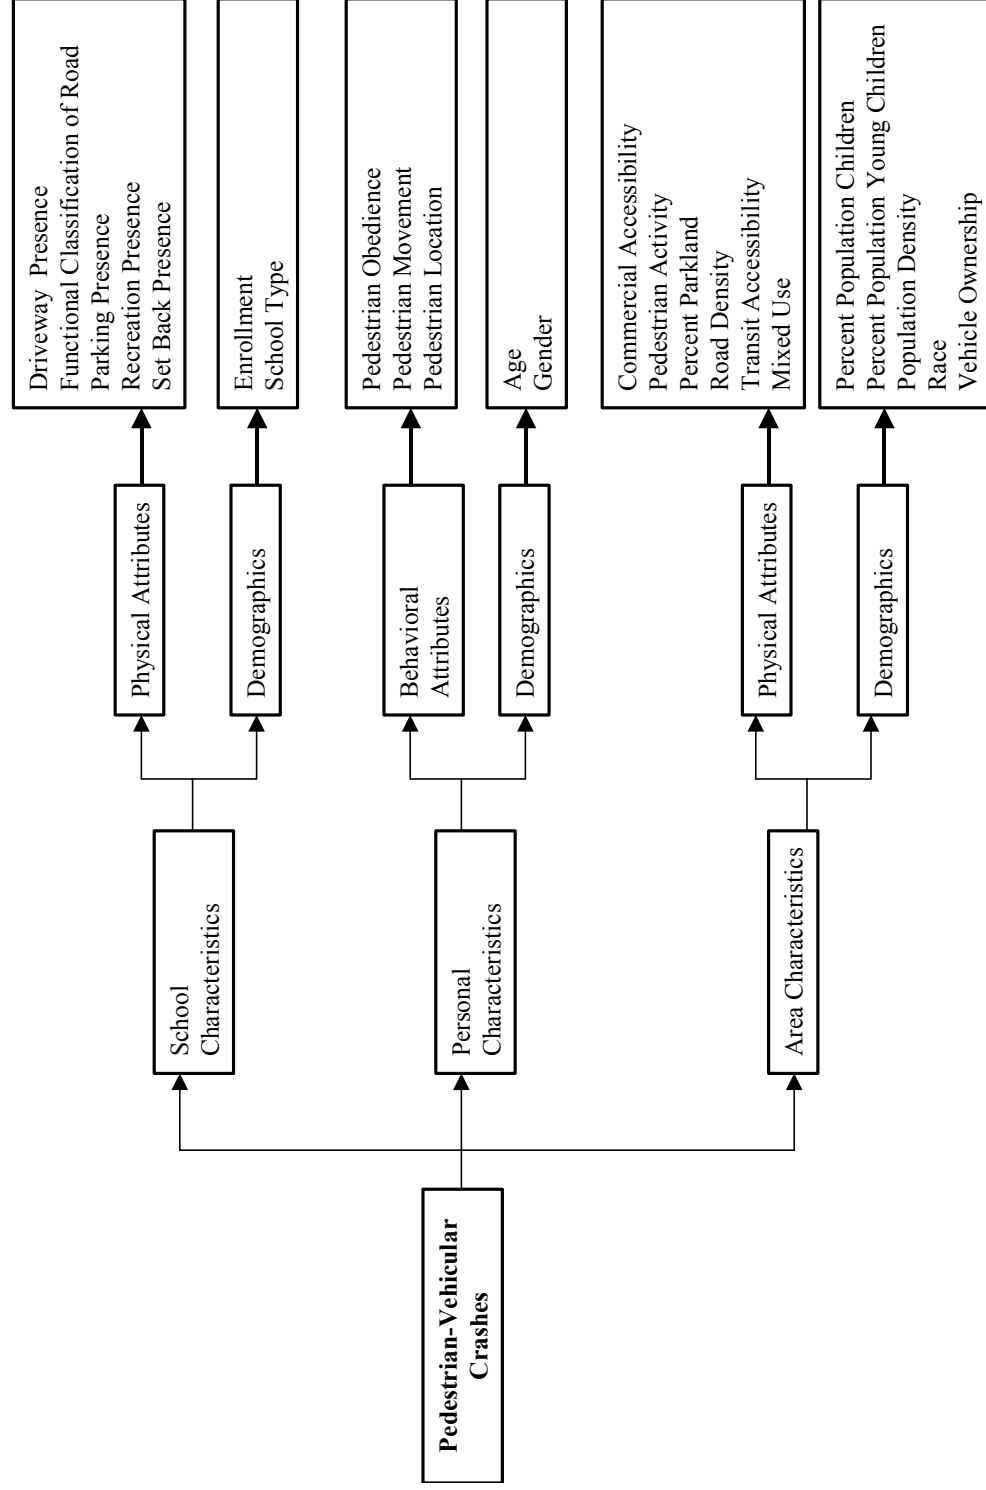 Pedestrian-Vehicular
Crashes
School
Characteristics
Personal
Characteristics
Area Characteristics
Physical Attributes
Demographics
Behavioral
Attributes
Demographics
Physical Attributes
Demographics
Driveway Presence
Functional Classification of Road
Parking Presence
Recreation Presence
Set Back Presence
Enrollment
School Type
Pedestrian Obedience
Pedestrian Movement
Pedestrian Location
Age
Gender
Commercial Accessibility
Pedestrian Activity
Percent Parkland
Road Density
Transit Accessibility
Mixed Use
Percent Population Children
Percent Population Young Children
Population Density
Race
Vehicle Ownership